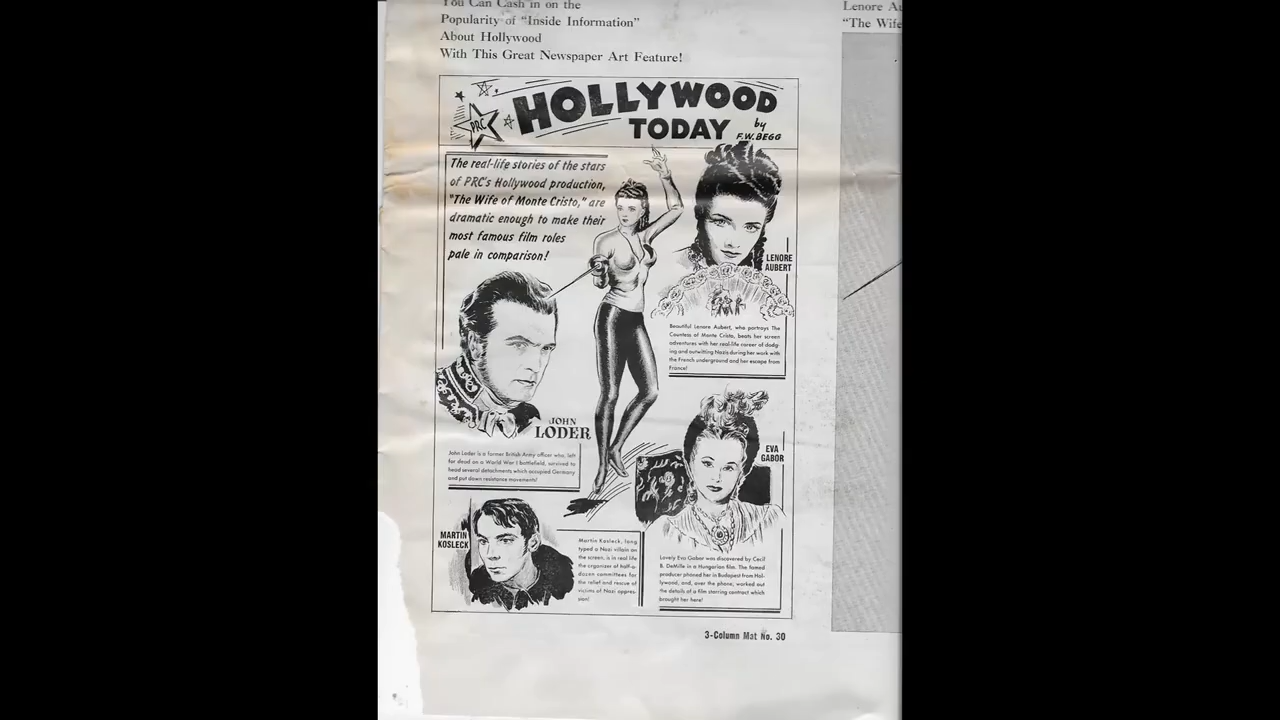 You Can Cash in on the
Popularity of "Inside Information"
About Hollywood
With This Great Newspaper Art Feature!
Lenore Au
"The Wife
PRC
HOLLYWOOD
TODAY
by
F.W. BEGG
The real-life stories of the stars
of PRC's Hollywood production,
"The Wife of Monte Cristo," are
dramatic enough to make their
most famous film roles
pale in comparison!
LENORE
AUBERT
Beautiful Lenore Aubert, who portrays The
Countess of Monte Cristo, beats her screen
adventures with her real-life career of dodg-
ing and outwitting Nazis during her work with
the French underground and her escape from
France!
JOHN
LODER
John Loder is a former British Army officer who, left
for dead on a World War I battlefield, survived to
head several detachments which occupied Germany
and put down resistance movements!
EVA
GABOR
Lovely Eva Gabor was discovered by Cecil
B. DeMille in a Hungarian film. The famed
producer phoned her in Budapest from Hol-
lywood, and, over the phone, worked out
the details of a film starring contract which
brought her here!
MARTIN
KOSLECK
Martin Kosleck, long
typed a Nazi villain on
the screen, is in real life
the organizer of half-a-
dozen committees for
the relief and rescue of
victims of Nazi oppres-
sion!
3-Column Mat No. 30